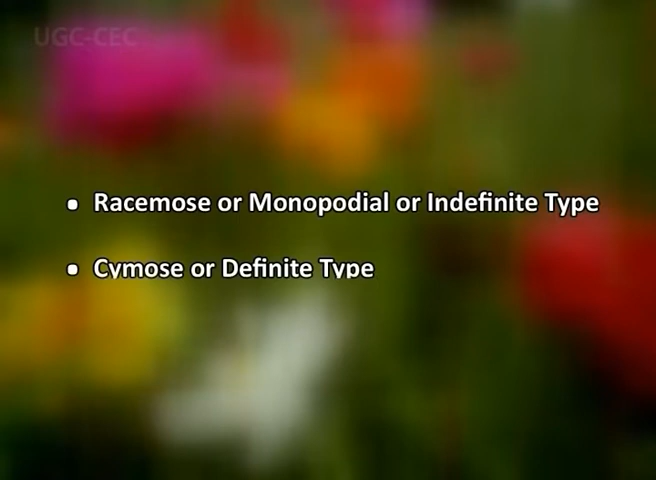 UGC-CEC
• Racemose or Monopodial or Indefinite Type
• Cymose or Definite Type